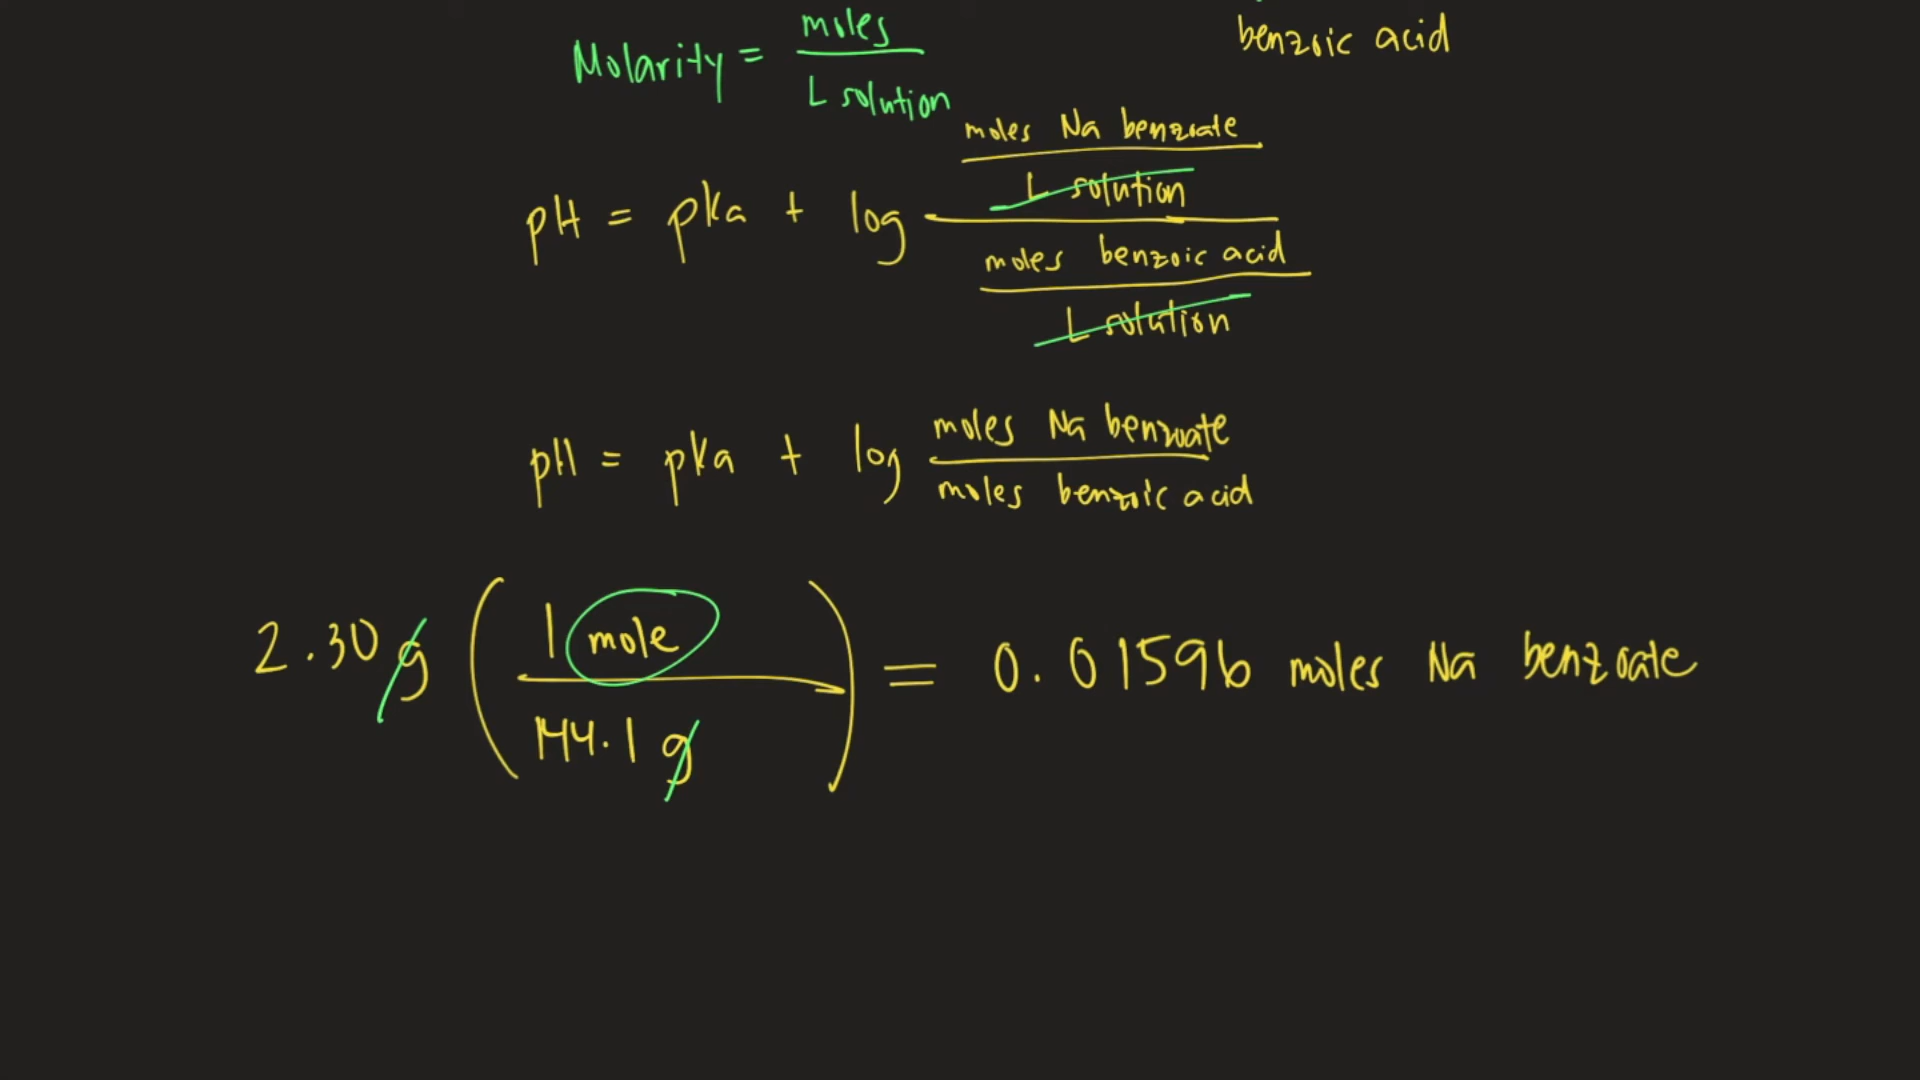 Molarity = moles / L solution
benzoic acid
pH = pka + log (moles Na benzoate / L solution) / (moles benzoic acid / L solution)
pH = pka + log moles Na benzoate / moles benzoic acid
2.30 g ( 1 mole / 144.1 g ) = 0.01596 moles Na benzoate